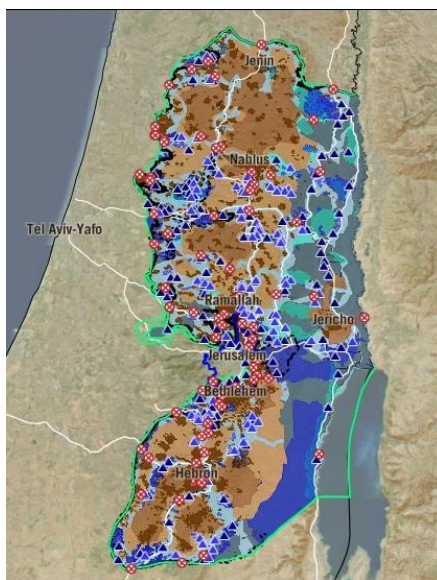 Jenin
Nablus
Tel Aviv-Yafo
Ramallah
Jericho
Jerusalem
Bethlehem
Hebron